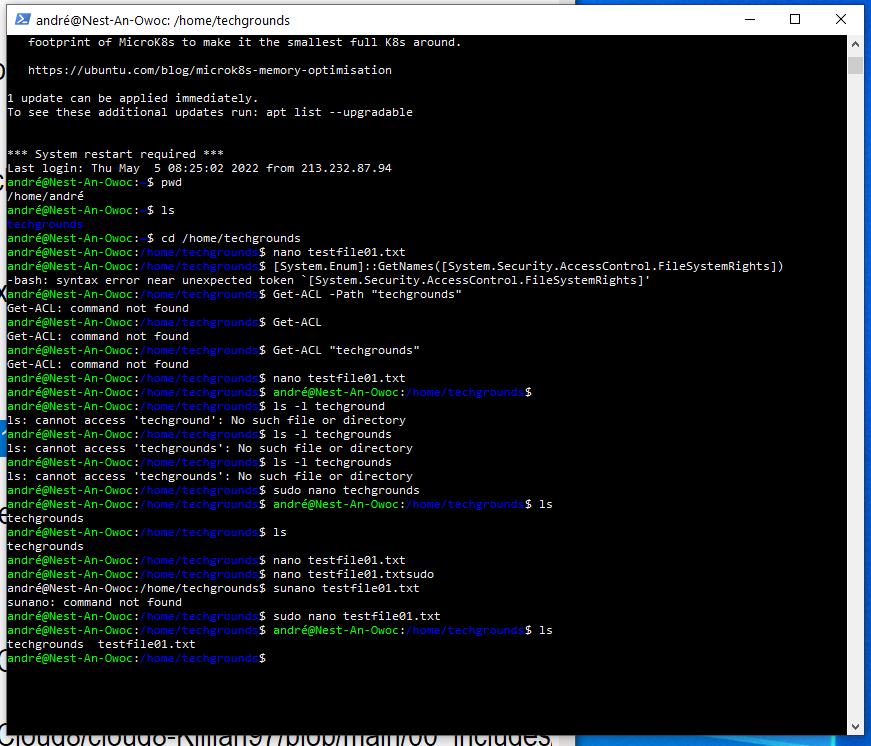 andré@Nest-An-Owoc: /home/techgrounds
footprint of MicroK8s to make it the smallest full K8s around.
https://ubuntu.com/blog/microk8s-memory-optimisation
1 update can be applied immediately.
To see these additional updates run: apt list --upgradable
*** System restart required ***
Last login: Thu May  5 08:25:02 2022 from 213.232.87.94
andré@Nest-An-Owoc:~$ pwd
/home/andré
andré@Nest-An-Owoc:~$ ls
techgrounds
andré@Nest-An-Owoc:~$ cd /home/techgrounds
andré@Nest-An-Owoc:/home/techgrounds$ nano testfile01.txt
andré@Nest-An-Owoc:/home/techgrounds$ [System.Enum]::GetNames([System.Security.AccessControl.FileSystemRights])
-bash: syntax error near unexpected token `[System.Security.AccessControl.FileSystemRights]'
andré@Nest-An-Owoc:/home/techgrounds$ Get-ACL -Path "techgrounds"
Get-ACL: command not found
andré@Nest-An-Owoc:/home/techgrounds$ Get-ACL
Get-ACL: command not found
andré@Nest-An-Owoc:/home/techgrounds$ Get-ACL "techgrounds"
Get-ACL: command not found
andré@Nest-An-Owoc:/home/techgrounds$ nano testfile01.txt
andré@Nest-An-Owoc:/home/techgrounds$ andré@Nest-An-Owoc:/home/techgrounds$
andré@Nest-An-Owoc:/home/techgrounds$ ls -l techground
ls: cannot access 'techground': No such file or directory
andré@Nest-An-Owoc:/home/techgrounds$ ls -l techgrounds
ls: cannot access 'techgrounds': No such file or directory
andré@Nest-An-Owoc:/home/techgrounds$ ls -l techgrounds
ls: cannot access 'techgrounds': No such file or directory
andré@Nest-An-Owoc:/home/techgrounds$ sudo nano techgrounds
andré@Nest-An-Owoc:/home/techgrounds$ andré@Nest-An-Owoc:/home/techgrounds$ ls
techgrounds
andré@Nest-An-Owoc:/home/techgrounds$ ls
techgrounds
andré@Nest-An-Owoc:/home/techgrounds$ nano testfile01.txt
andré@Nest-An-Owoc:/home/techgrounds$ nano testfile01.txtsudo
andré@Nest-An-Owoc:/home/techgrounds$ sunano testfile01.txt
sunano: command not found
andré@Nest-An-Owoc:/home/techgrounds$ sudo nano testfile01.txt
andré@Nest-An-Owoc:/home/techgrounds$ andré@Nest-An-Owoc:/home/techgrounds$ ls
techgrounds  testfile01.txt
andré@Nest-An-Owoc:/home/techgrounds$